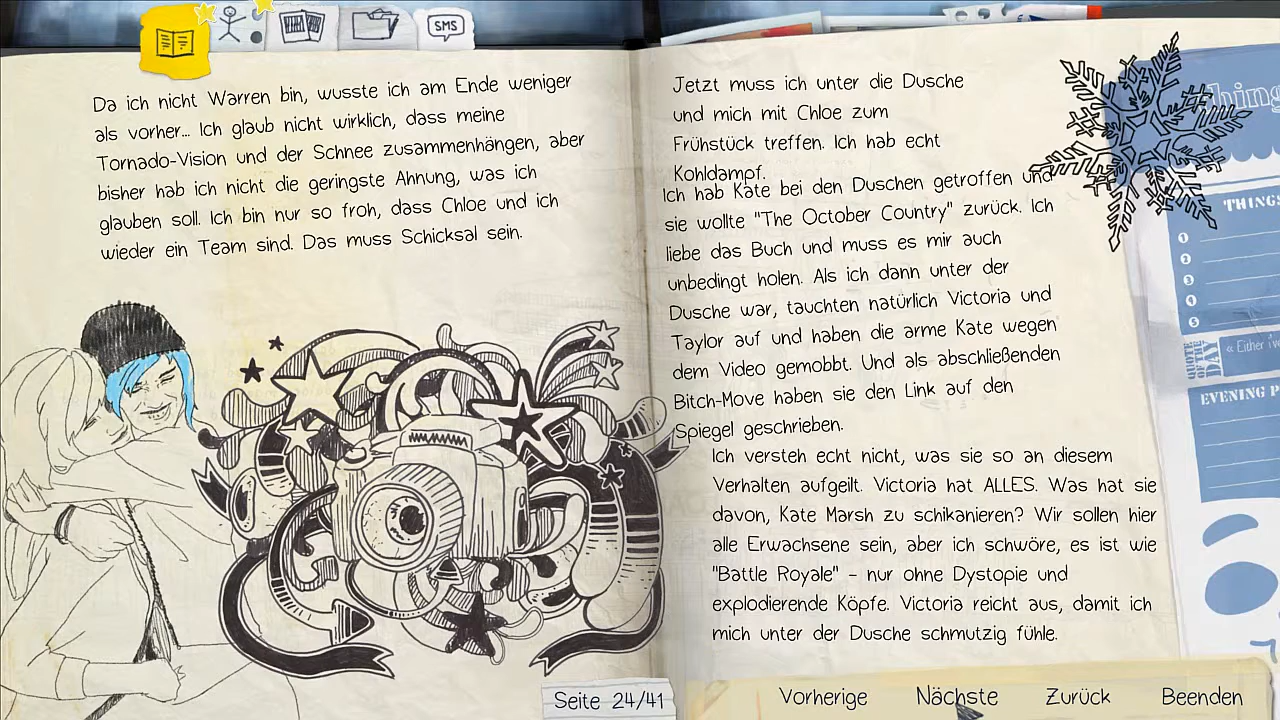 SMS
Da ich nicht Warren bin, wusste ich am Ende weniger
als vorher... Ich glaub nicht wirklich, dass meine
Tornado-Vision und der Schnee zusammenhängen, aber
bisher hab ich nicht die geringste Ahnung, was ich
glauben soll. Ich bin nur so froh, dass Chloe und ich
wieder ein Team sind. Das muss Schicksal sein.
Jetzt muss ich unter die Dusche
und mich mit Chloe zum
Frühstück treffen. Ich hab echt
Kohldampf.
Ich hab Kate bei den Duschen getroffen und
sie wollte "The October Country" zurück. Ich
liebe das Buch und muss es mir auch
unbedingt holen. Als ich dann unter der
Dusche war, tauchten natürlich Victoria und
Taylor auf und haben die arme Kate wegen
dem Video gemobbt. Und als abschließenden
Bitch-Move haben sie den Link auf den
Spiegel geschrieben.
Ich versteh echt nicht, was sie so an diesem
Verhalten aufgeilt. Victoria hat ALLES. Was hat sie
davon, Kate Marsh zu schikanieren? Wir sollen hier
alle Erwachsene sein, aber ich schwöre, es ist wie
"Battle Royale" - nur ohne Dystopie und
explodierende Köpfe. Victoria reicht aus, damit ich
mich unter der Dusche schmutzig fühle.
THINGS
1
2
3
4
5
QUOTE OF THE DAY
« Either
EVENING P
Seite 24/41
Vorherige
Nächste
Zurück
Beenden